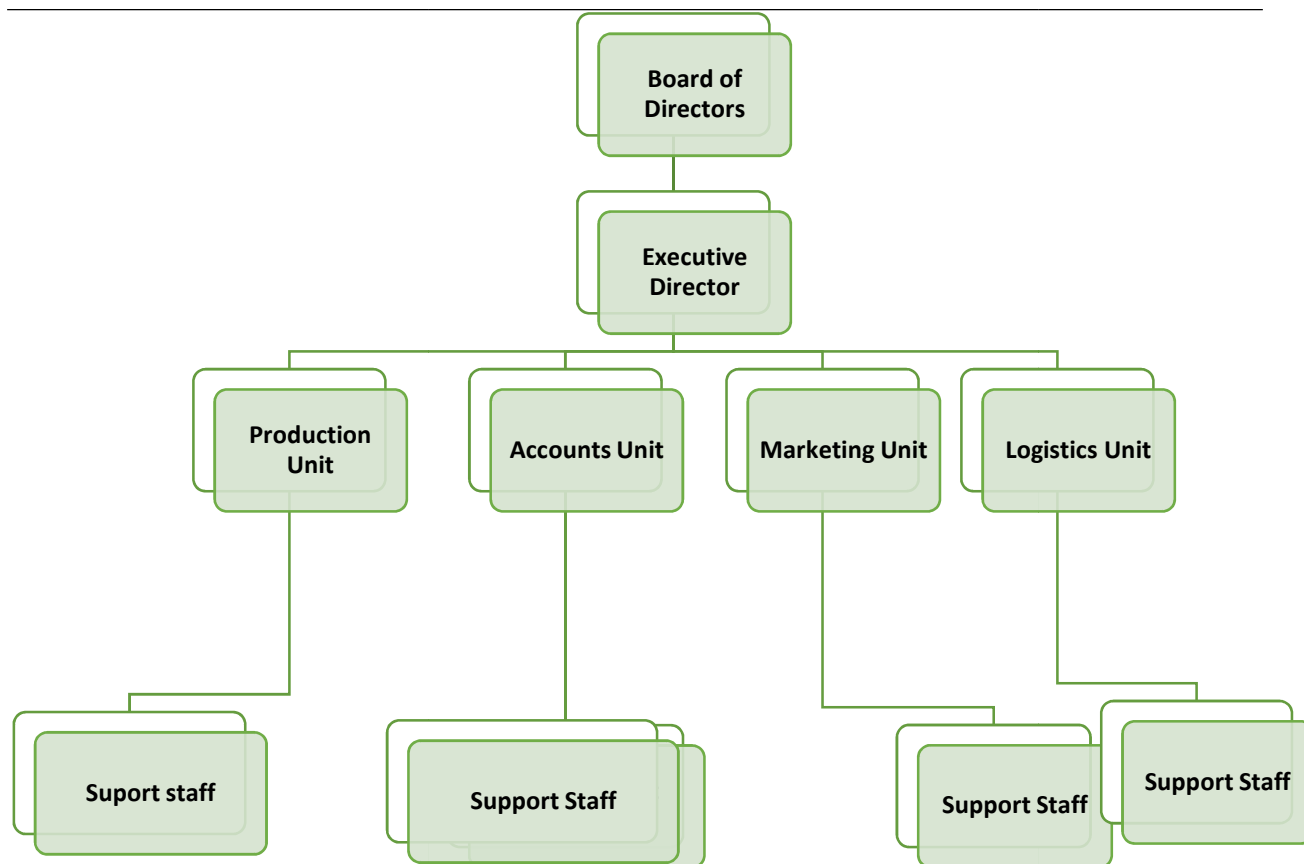 Board of
Directors
Executive
Director
Production
Unit
Accounts Unit
Marketing Unit
Logistics Unit
Suport staff
Support Staff
Support Staff
Support Staff